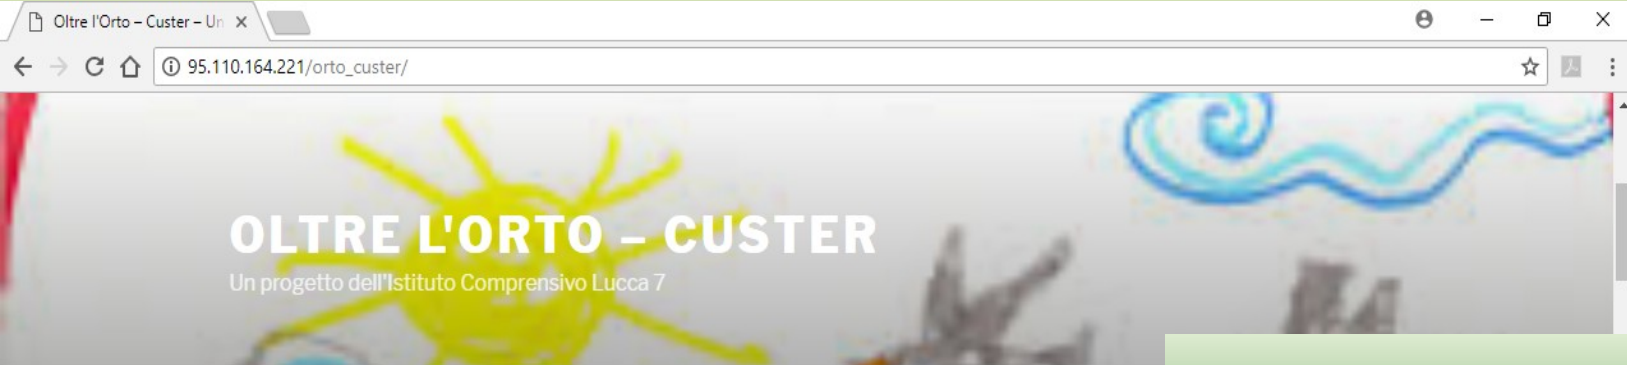 Oltre l'Orto – Custer – Un
95.110.164.221/orto_custer/
OLTRE L'ORTO – CUSTER
Un progetto dell'Istituto Comprensivo Lucca 7